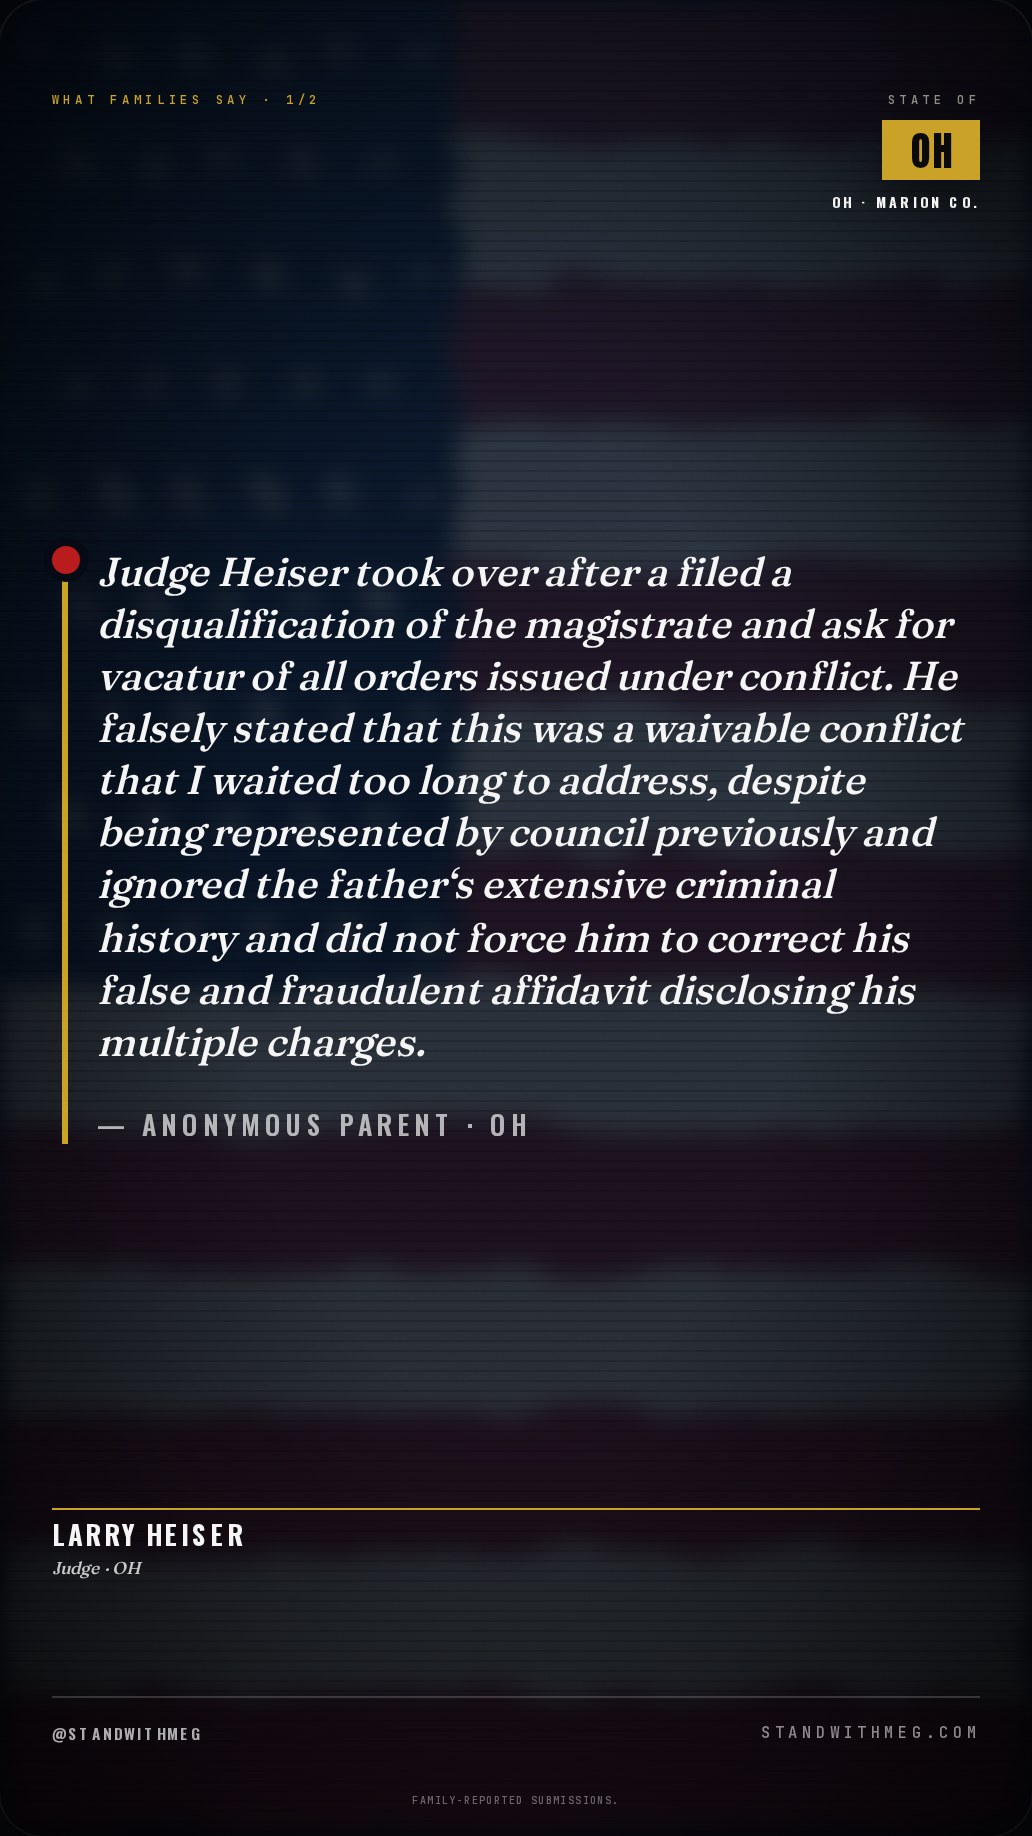 WHAT FAMILIES SAY · 1/2
STATE OF
OH
OH · MARION CO.
Judge Heiser took over after a filed a
disqualification of the magistrate and ask for
vacatur of all orders issued under conflict. He
falsely stated that this was a waivable conflict
that I waited too long to address, despite
being represented by council previously and
ignored the father‘s extensive criminal
history and did not force him to correct his
false and fraudulent affidavit disclosing his
multiple charges.
— ANONYMOUS PARENT · OH
LARRY HEISER
Judge · OH
@STANDWITHMEG
STANDWITHMEG.COM
FAMILY-REPORTED SUBMISSIONS.